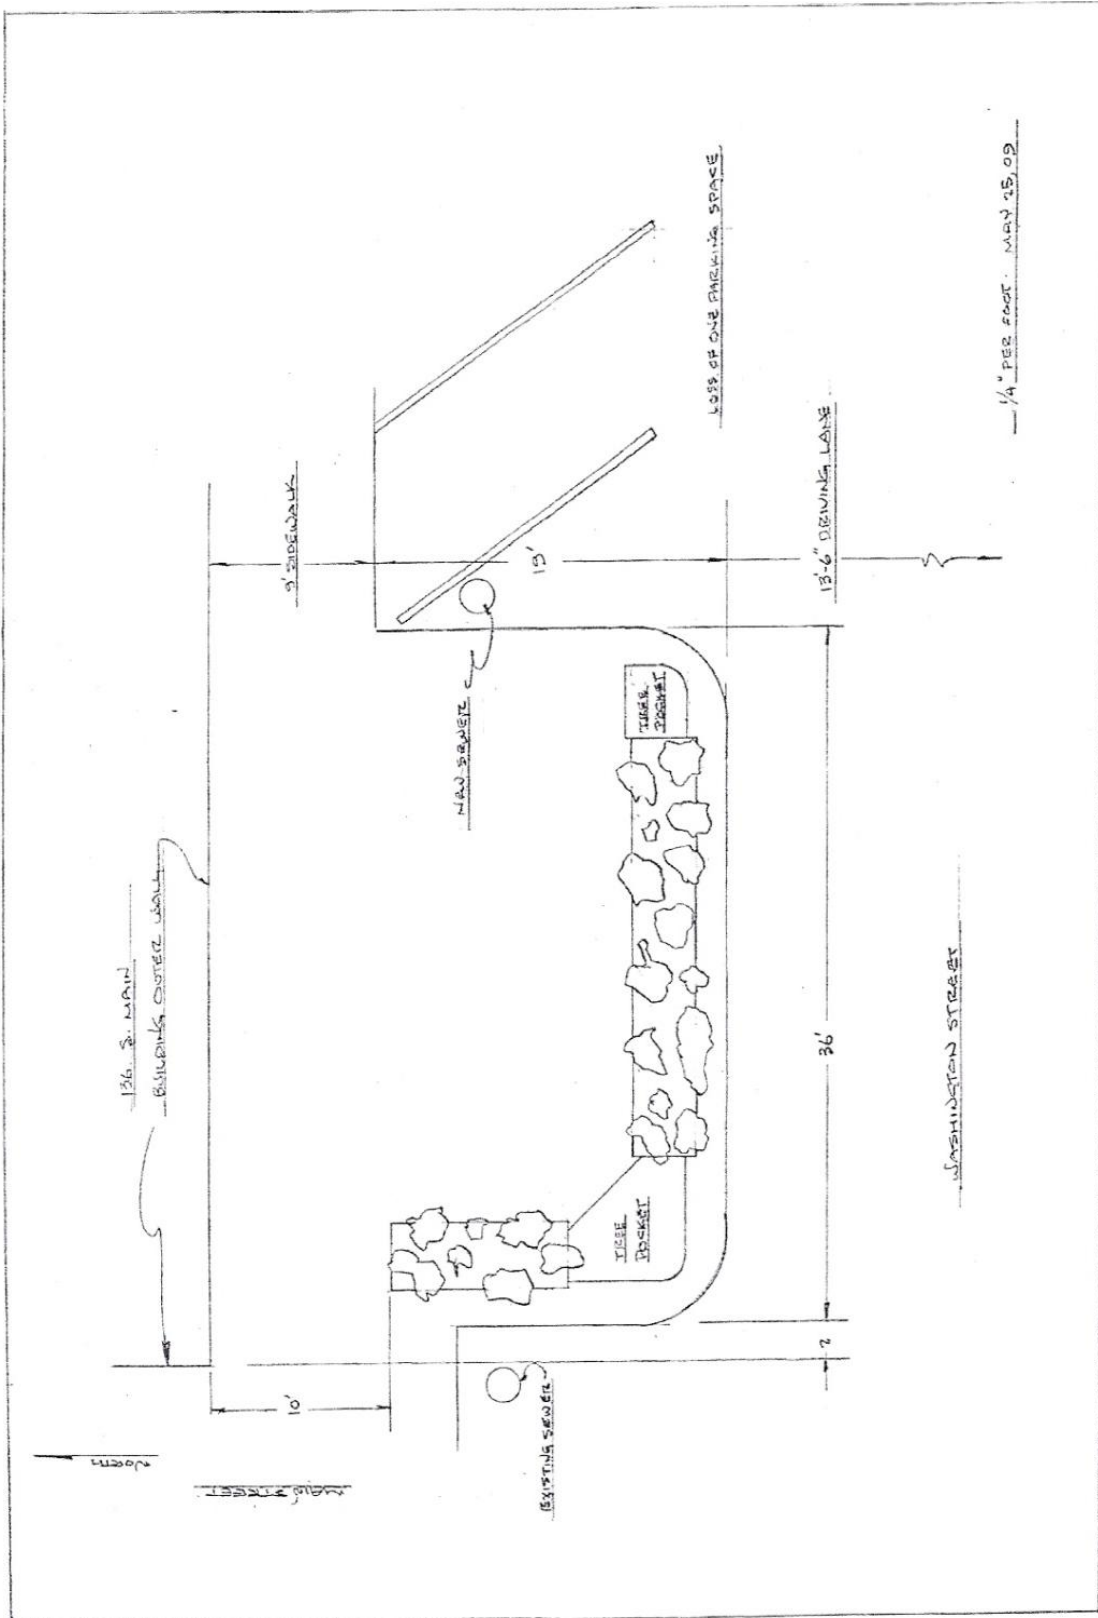 136. S. MAIN
BUILDING OUTER WALL
9' SIDEWALK
NORTH
MAIN STREET
10'
NEW SEWER
19'
LOSS OF ONE PARKING SPACE
EXISTING SEWER
TREE
POCKET
TREE
POCKET
13'-6" DRIVING LANE
2
36'
WASHINGTON STREET
1/4" PER FOOT. MAY 25, 09